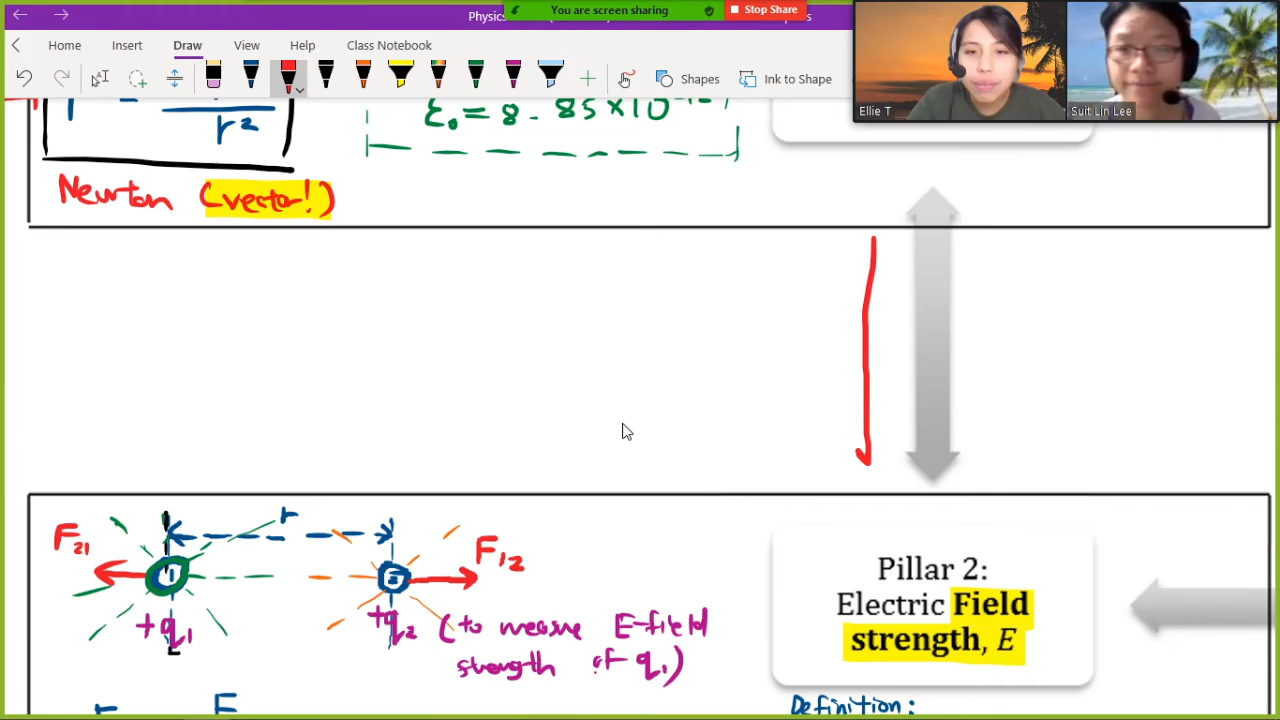 Physics
You are screen sharing
Stop Share
Home Insert Draw View Help Class Notebook
Shapes
Ink to Shape
Ellie T
Suit Lin Lee
r²
ε₀ = 8.85×10
Newton (vector!)
F₂₁
r
F₁₂
+q₁
+q₂
(to measure E-field
strength of q₁)
Pillar 2:
Electric Field
strength, E
F
Definition: